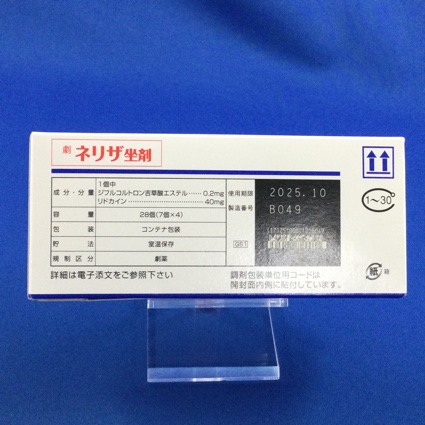 劇 ネリザ坐剤
成分・分量 1個中
ジフルコルトロン吉草酸エステル…… 0.2mg
リドカイン…… 40mg
容量 28個(7個×4)
包装 コンテナ包装
貯法 室温保存
規制区分 劇薬
詳細は電子添文をご参照下さい
使用期限 2025.10
製造番号 B049
1〜30°
調剤包装単位用コードは
開封面内側に貼付しています。
紙 箱